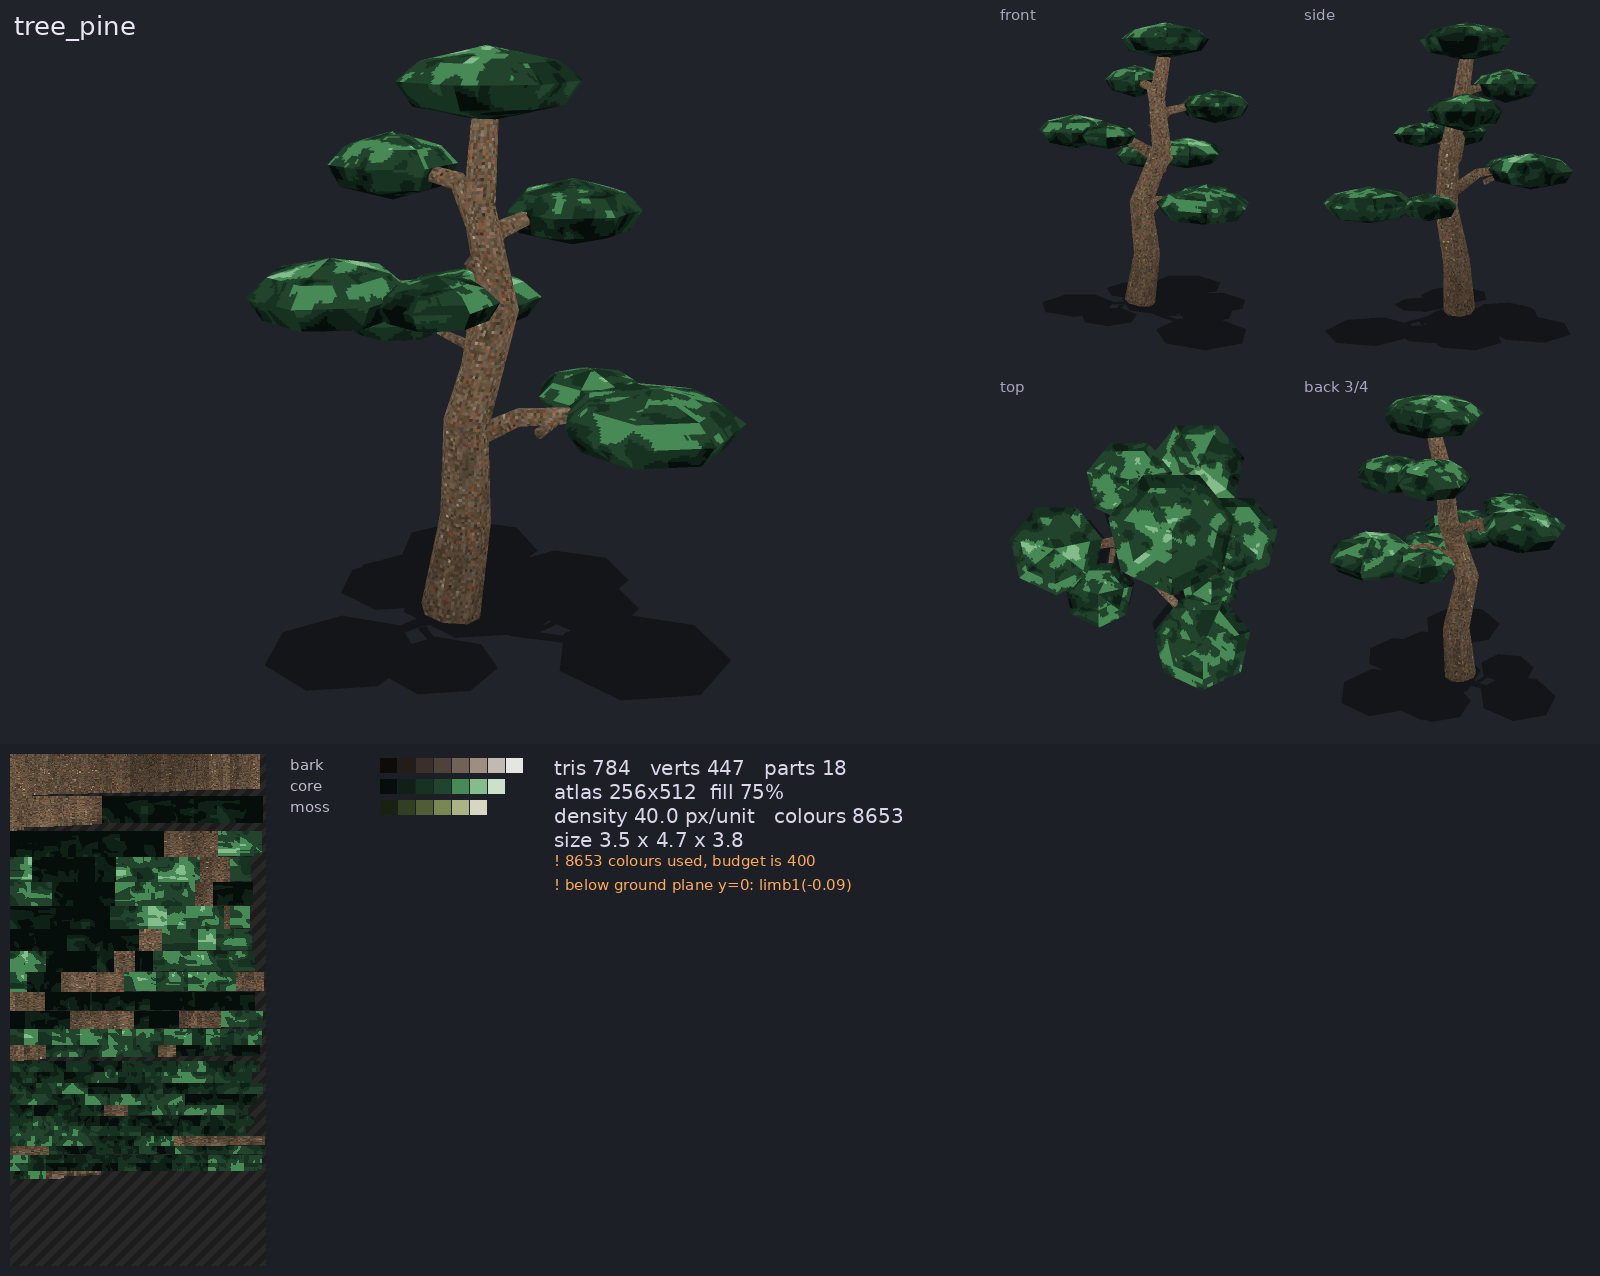 tree_pine
front
side
top
back 3/4
bark
core
moss
tris 784 verts 447 parts 18
atlas 256x512 fill 75%
density 40.0 px/unit colours 8653
size 3.5 x 4.7 x 3.8
! 8653 colours used, budget is 400
! below ground plane y=0: limb1(-0.09)